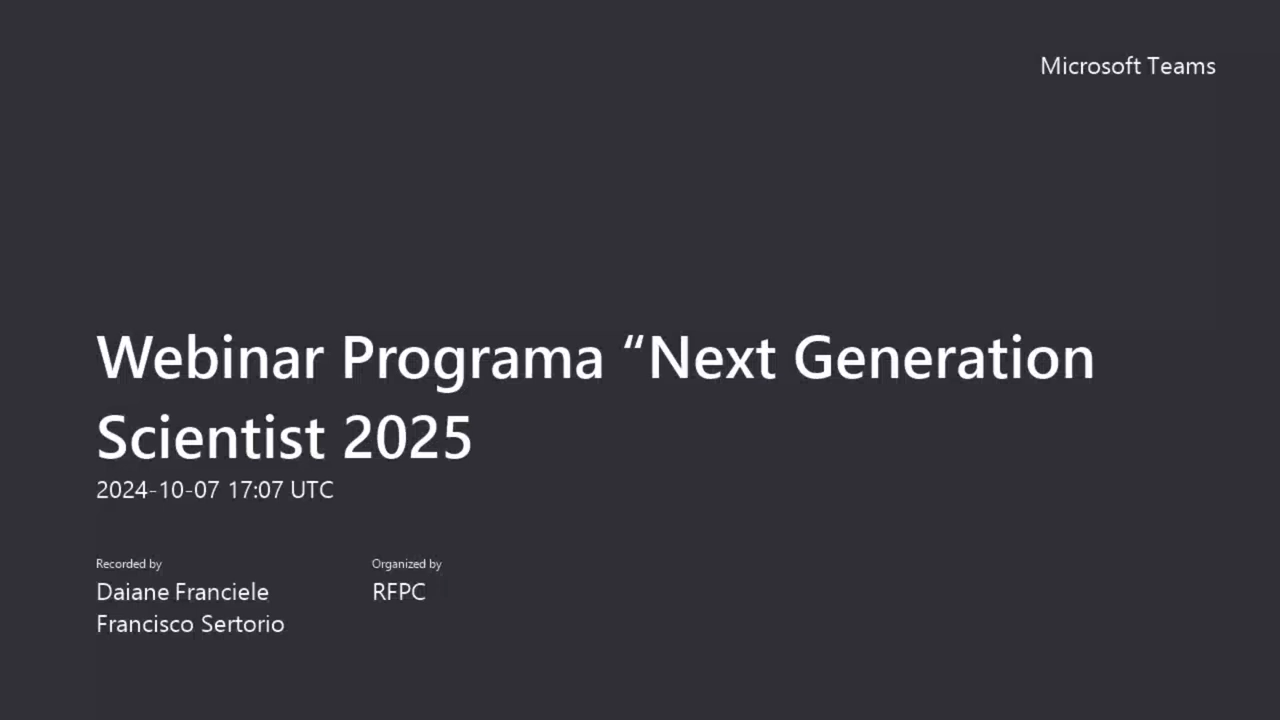 Microsoft Teams
Webinar Programa “Next Generation
Scientist 2025
2024-10-07 17:07 UTC
Recorded by
Daiane Franciele
Francisco Sertorio
Organized by
RFPC